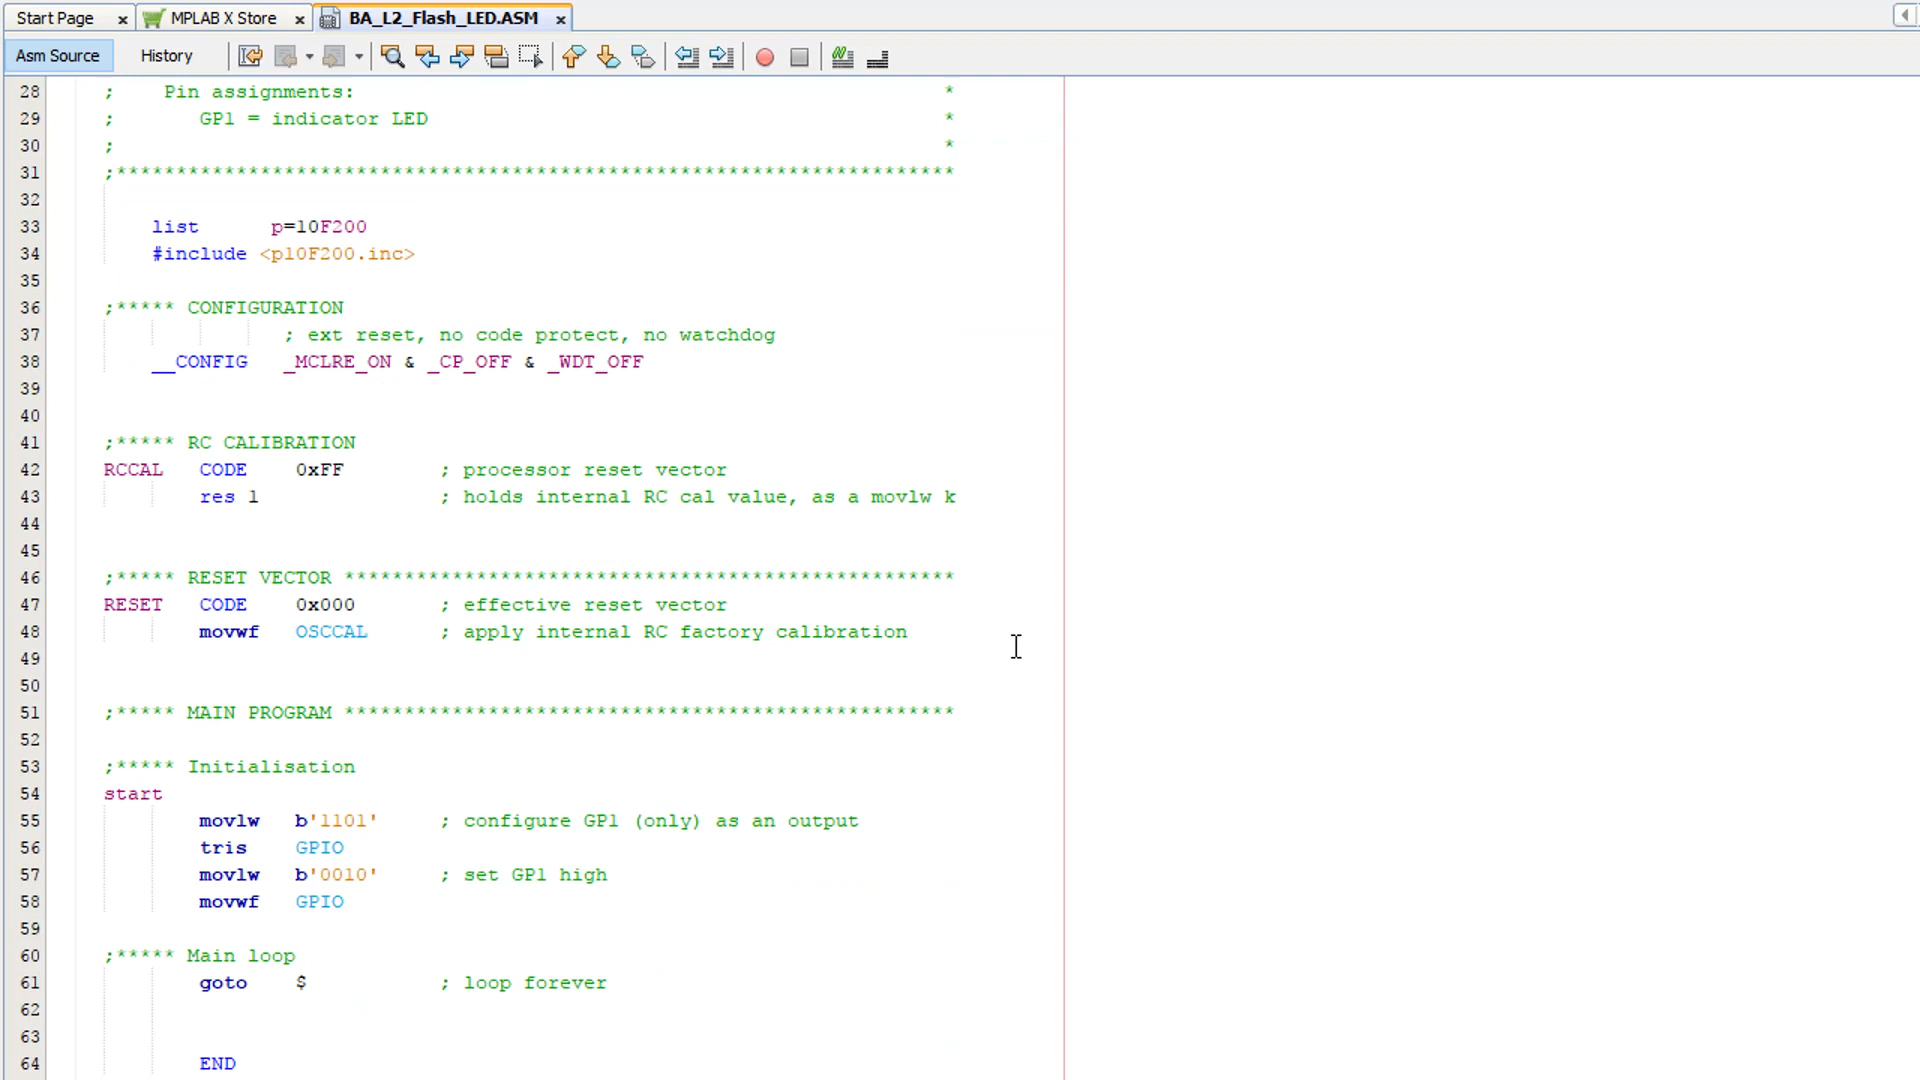 Start Page MPLAB X Store BA_L2_Flash_LED.ASM
Asm Source History
28 ; Pin assignments: *
29 ; GP1 = indicator LED *
30 ; *
31 ;**********************************************************************
32
33 list p=10F200
34 #include <p10F200.inc>
35
36 ;***** CONFIGURATION
37 ; ext reset, no code protect, no watchdog
38 __CONFIG _MCLRE_ON & _CP_OFF & _WDT_OFF
39
40
41 ;***** RC CALIBRATION
42 RCCAL CODE 0xFF ; processor reset vector
43 res 1 ; holds internal RC cal value, as a movlw k
44
45
46 ;***** RESET VECTOR ***************************************************
47 RESET CODE 0x000 ; effective reset vector
48 movwf OSCCAL ; apply internal RC factory calibration
49
50
51 ;***** MAIN PROGRAM ***************************************************
52
53 ;***** Initialisation
54 start
55 movlw b'1101' ; configure GP1 (only) as an output
56 tris GPIO
57 movlw b'0010' ; set GP1 high
58 movwf GPIO
59
60 ;***** Main loop
61 goto $ ; loop forever
62
63
64 END